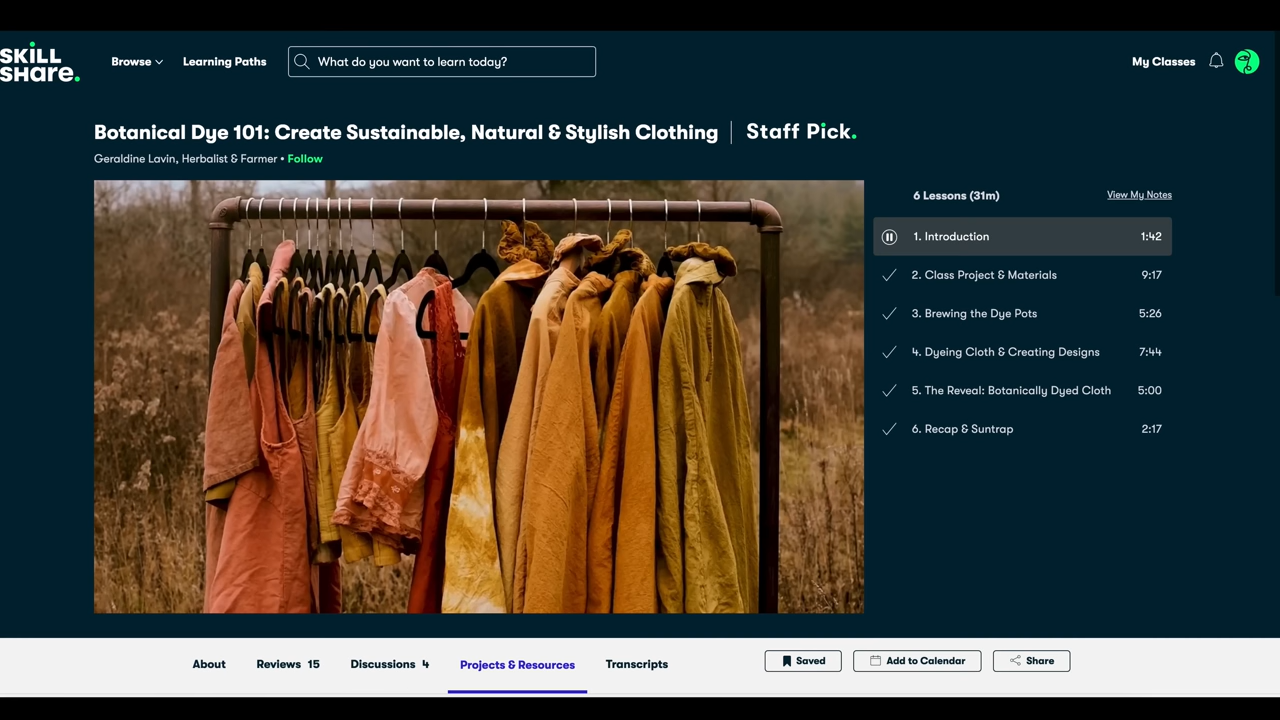 SKILL
SHare.
Browse
Learning Paths
What do you want to learn today?
My Classes
Botanical Dye 101: Create Sustainable, Natural & Stylish Clothing
Staff Pick.
Geraldine Lavin, Herbalist & Farmer • Follow
6 Lessons (31m)
View My Notes
1. Introduction 1:42
2. Class Project & Materials 9:17
3. Brewing the Dye Pots 5:26
4. Dyeing Cloth & Creating Designs 7:44
5. The Reveal: Botanically Dyed Cloth 5:00
6. Recap & Suntrap 2:17
About
Reviews 15
Discussions 4
Projects & Resources
Transcripts
Saved
Add to Calendar
Share